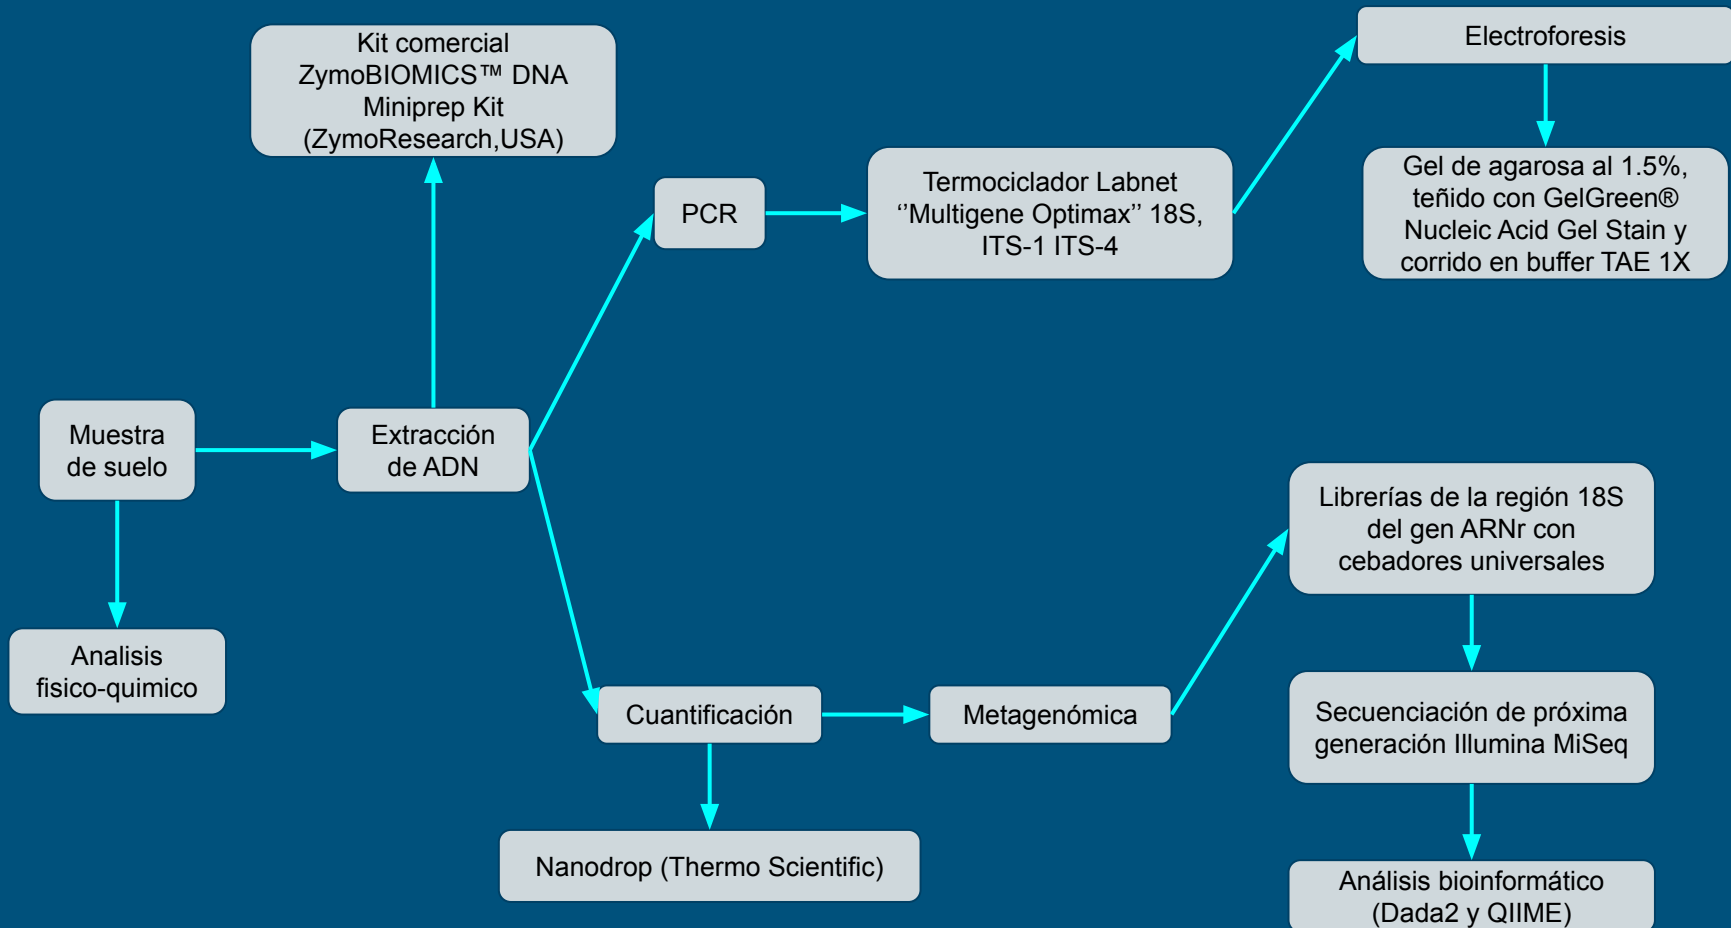 Kit comercial
ZymoBIOMICS™ DNA
Miniprep Kit
(ZymoResearch,USA)
Electroforesis
PCR
Termociclador Labnet
‘’Multigene Optimax’’ 18S,
ITS-1 ITS-4
Gel de agarosa al 1.5%,
teñido con GelGreen®
Nucleic Acid Gel Stain y
corrido en buffer TAE 1X
Muestra
de suelo
Extracción
de ADN
Analisis
fisico-quimico
Cuantificación
Metagenómica
Nanodrop (Thermo Scientific)
Librerías de la región 18S
del gen ARNr con
cebadores universales
Secuenciación de próxima
generación Illumina MiSeq
Análisis bioinformático
(Dada2 y QIIME)